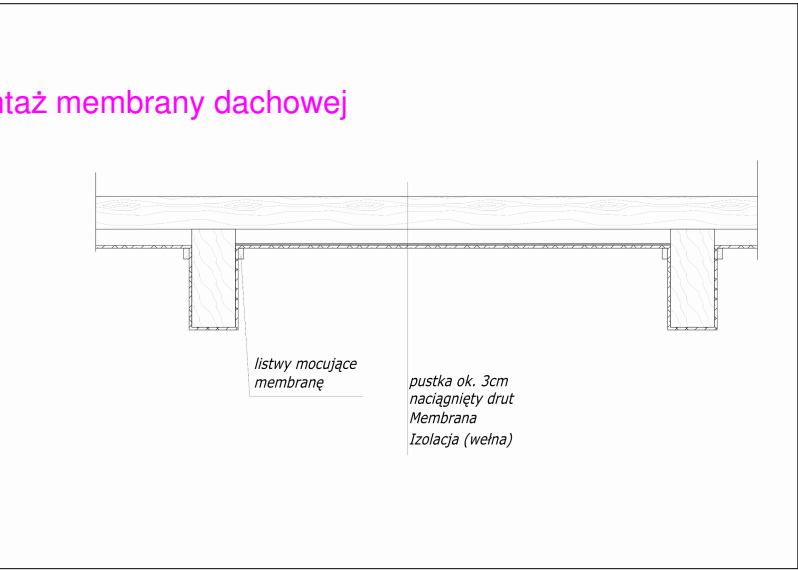 ntaż membrany dachowej
listwy mocujące
membranę
pustka ok. 3cm
naciągnięty drut
Membrana
Izolacja (wełna)